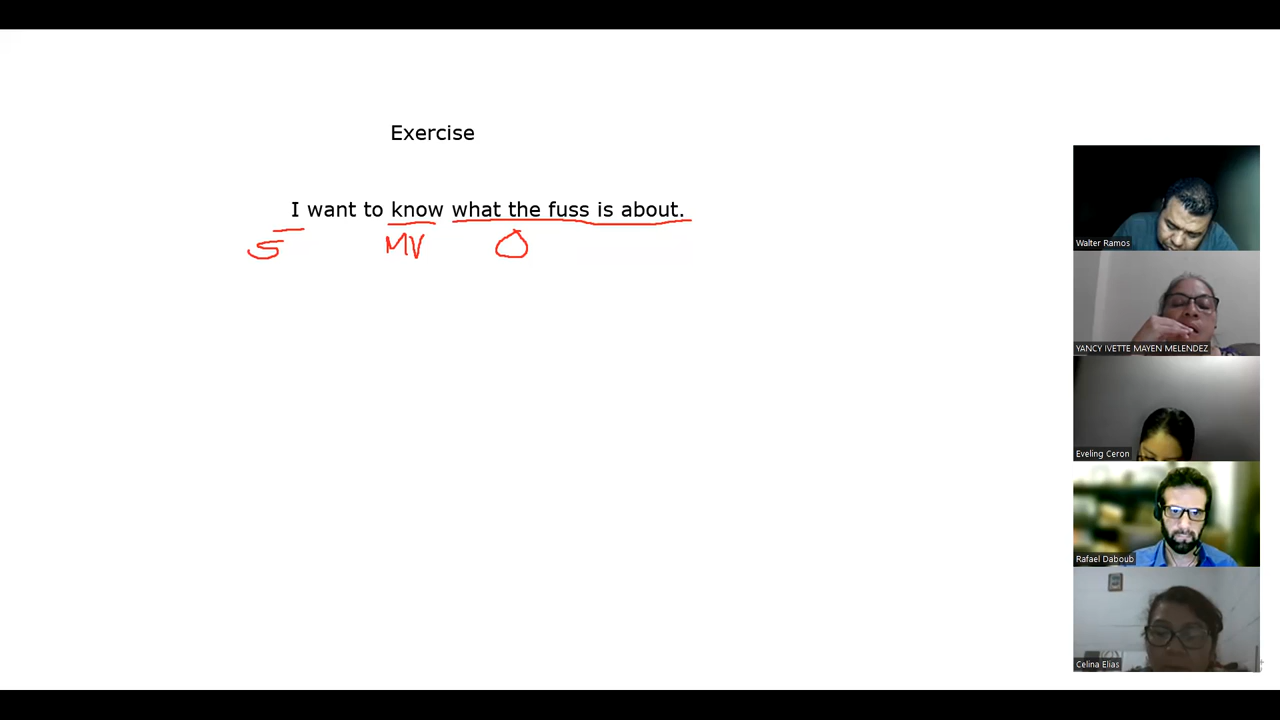 Exercise
I want to know what the fuss is about.
S MV O
Walter Ramos
YANCY IVETTE MAYEN MELENDEZ
Eveling Ceron
Rafael Daboub
Celina Elias